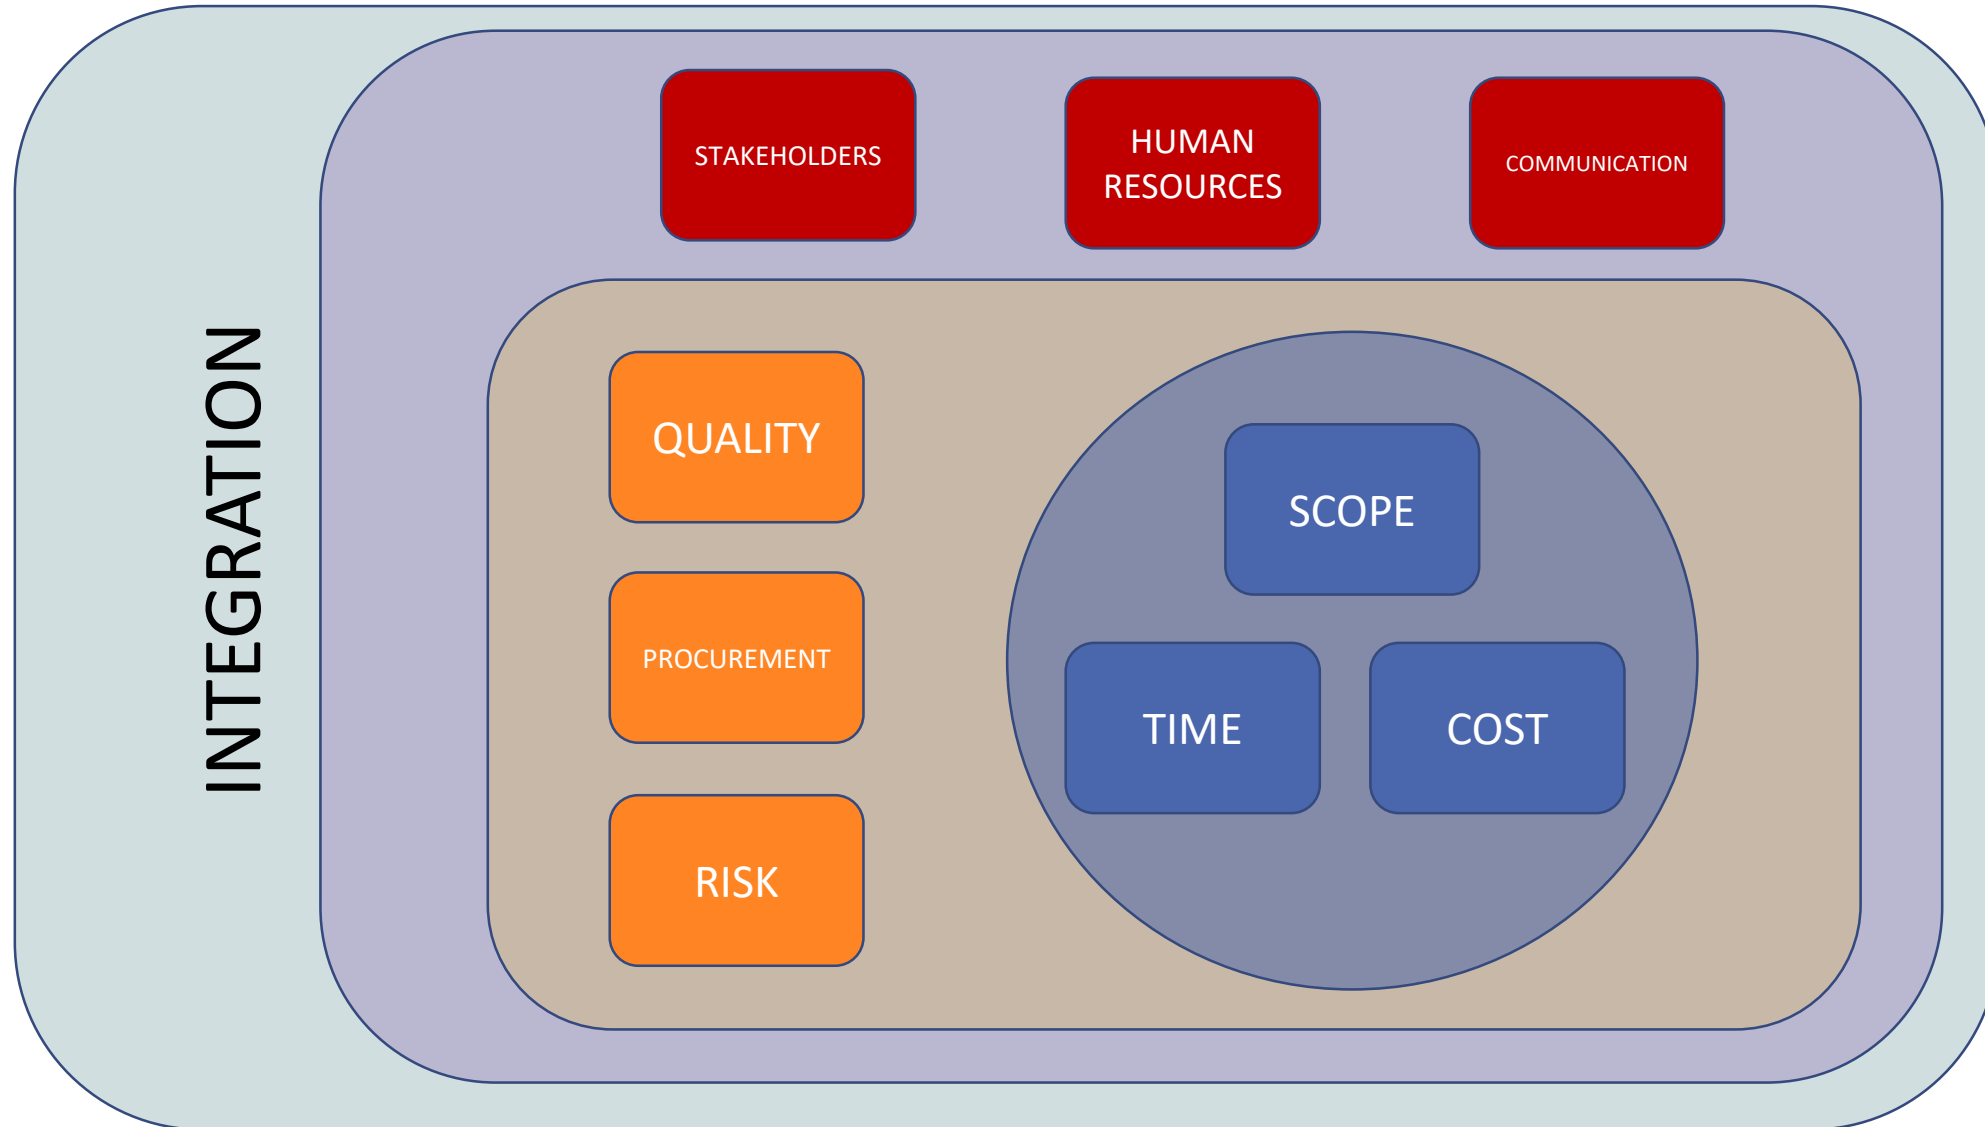 INTEGRATION
STAKEHOLDERS
HUMAN
RESOURCES
COMMUNICATION
QUALITY
PROCUREMENT
RISK
SCOPE
TIME
COST